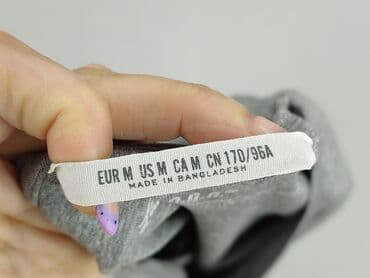 EUR M US M CA M CN 170/96A
MADE IN BANGLADESH